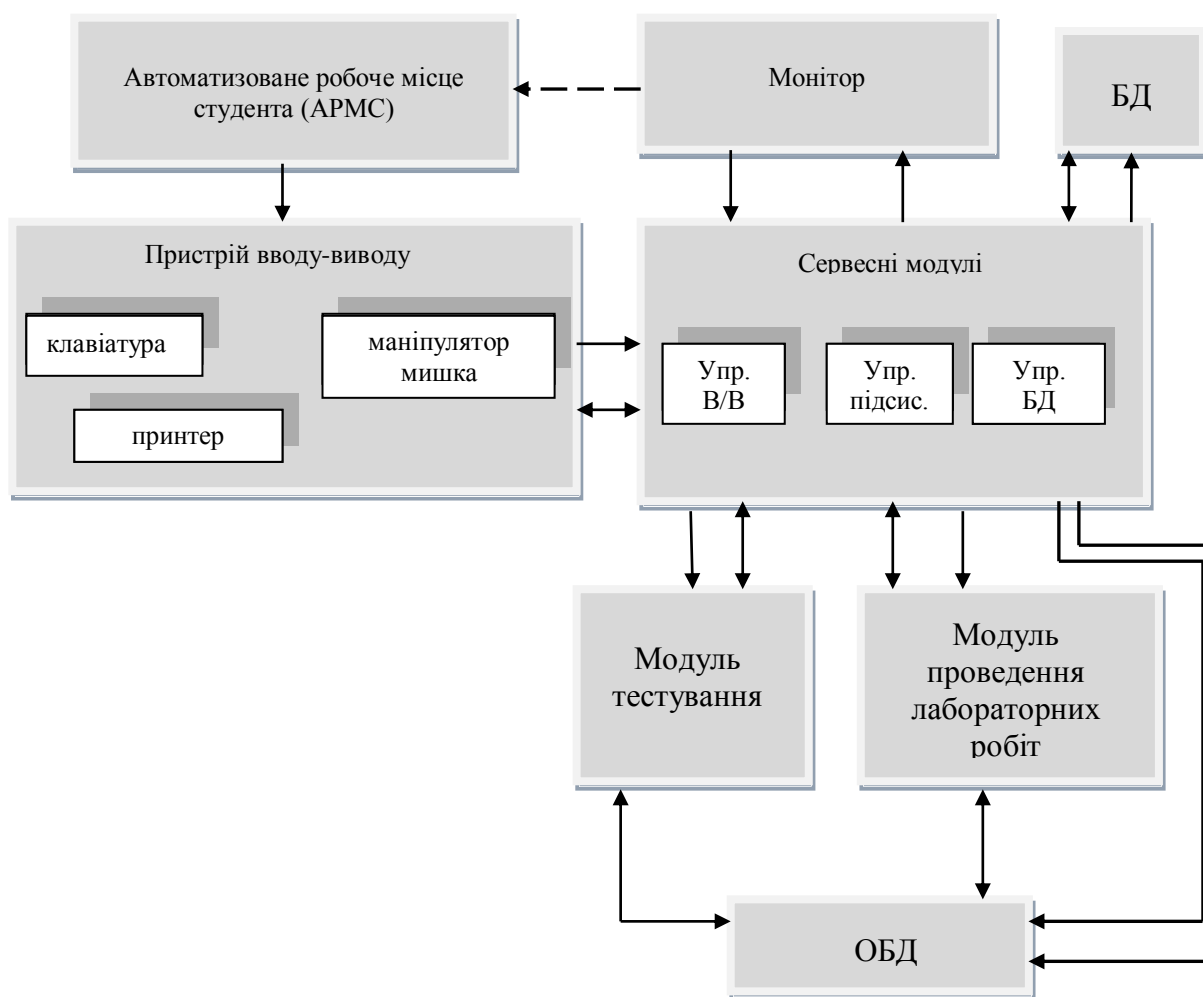 Автоматизоване робоче місце
студента (АРМС)
Монітор
БД
Пристрій вводу-виводу
клавіатура
маніпулятор
мишка
принтер
Сервесні модулі
Упр.
В/В
Упр.
підсис.
Упр.
БД
Модуль
тестування
Модуль
проведення
лабораторних
робіт
ОБД